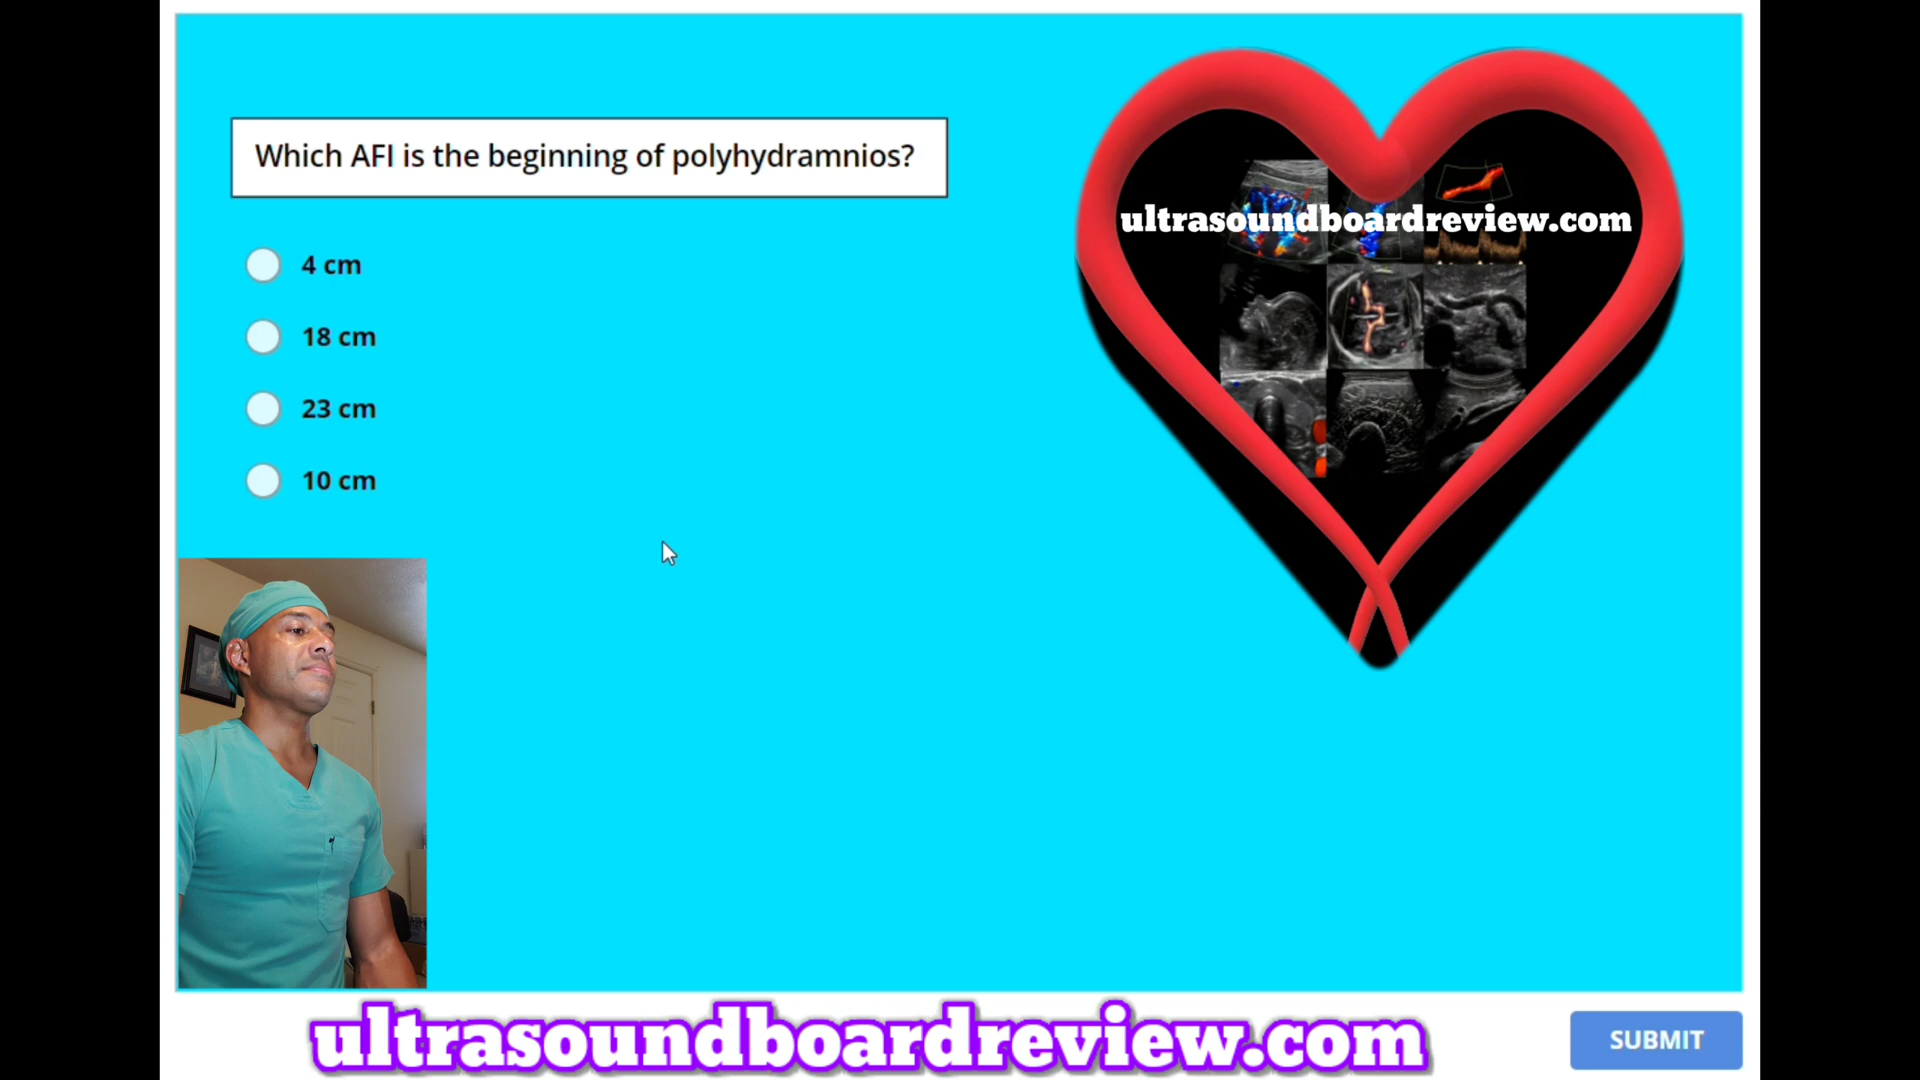 Which AFI is the beginning of polyhydramnios?
ultrasoundboardreview.com
4 cm
18 cm
23 cm
10 cm
ultrasoundboardreview.com
SUBMIT